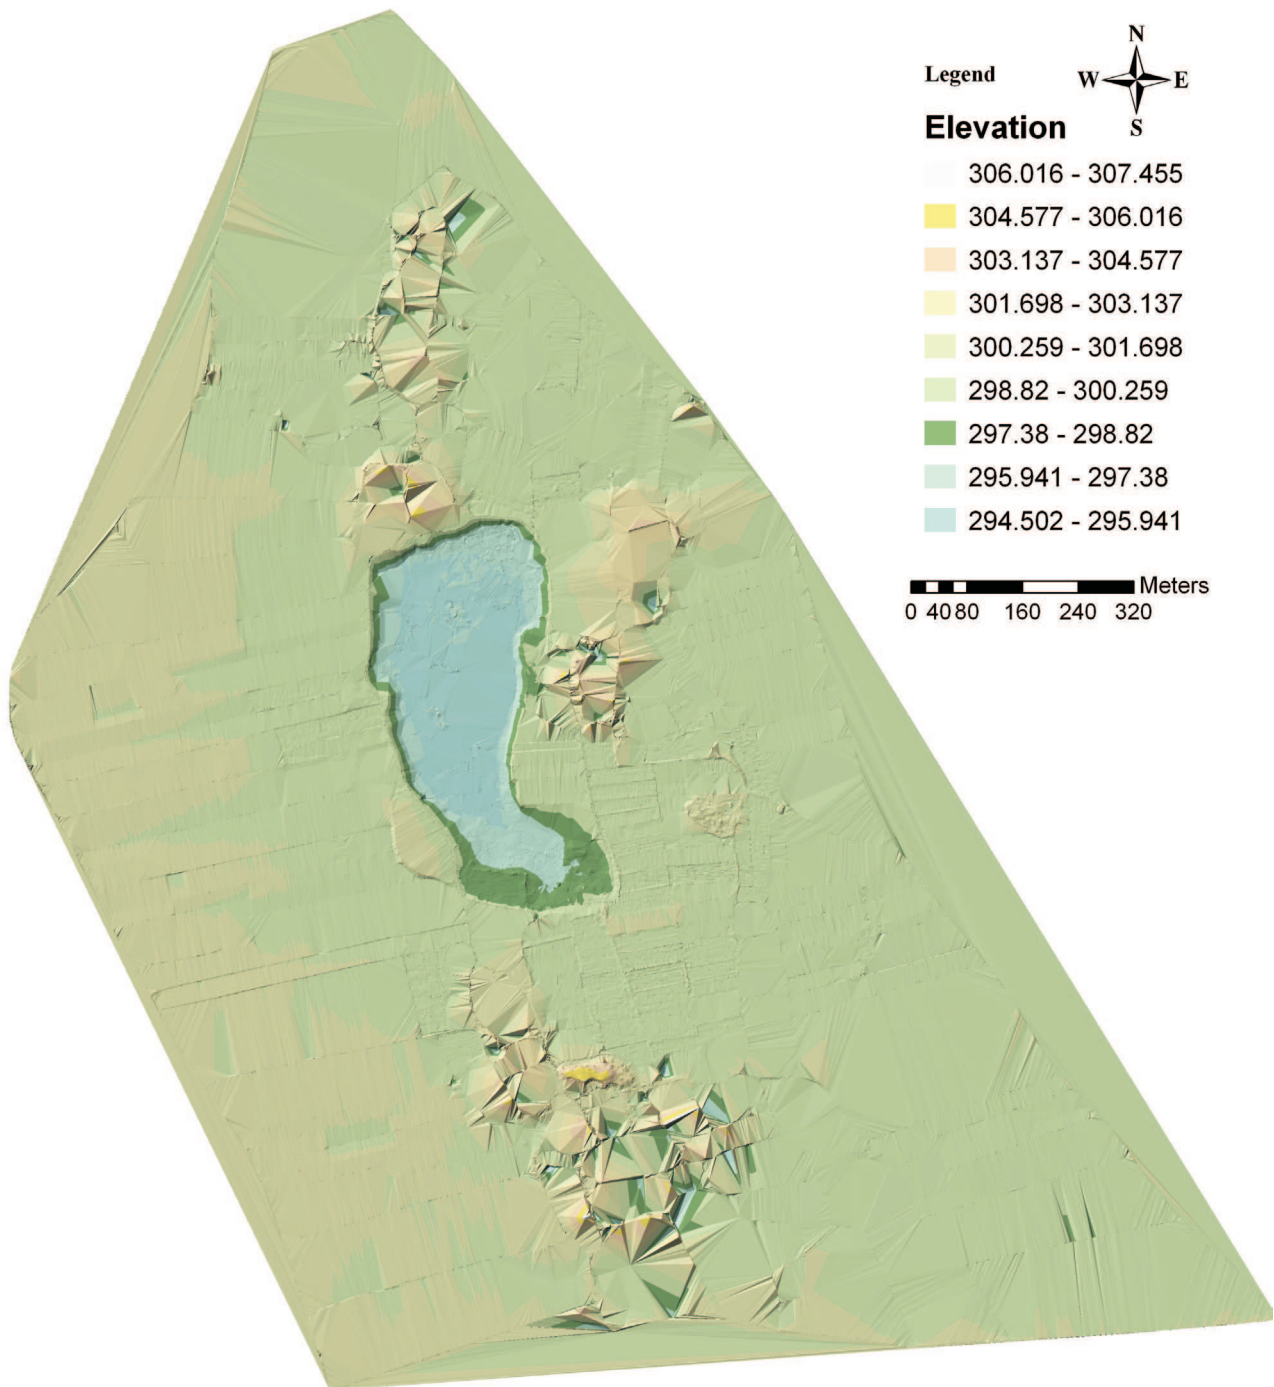 N
Legend
W E
S
Elevation
306.016 - 307.455
304.577 - 306.016
303.137 - 304.577
301.698 - 303.137
300.259 - 301.698
298.82 - 300.259
297.38 - 298.82
295.941 - 297.38
294.502 - 295.941
Meters
0 40 80 160 240 320